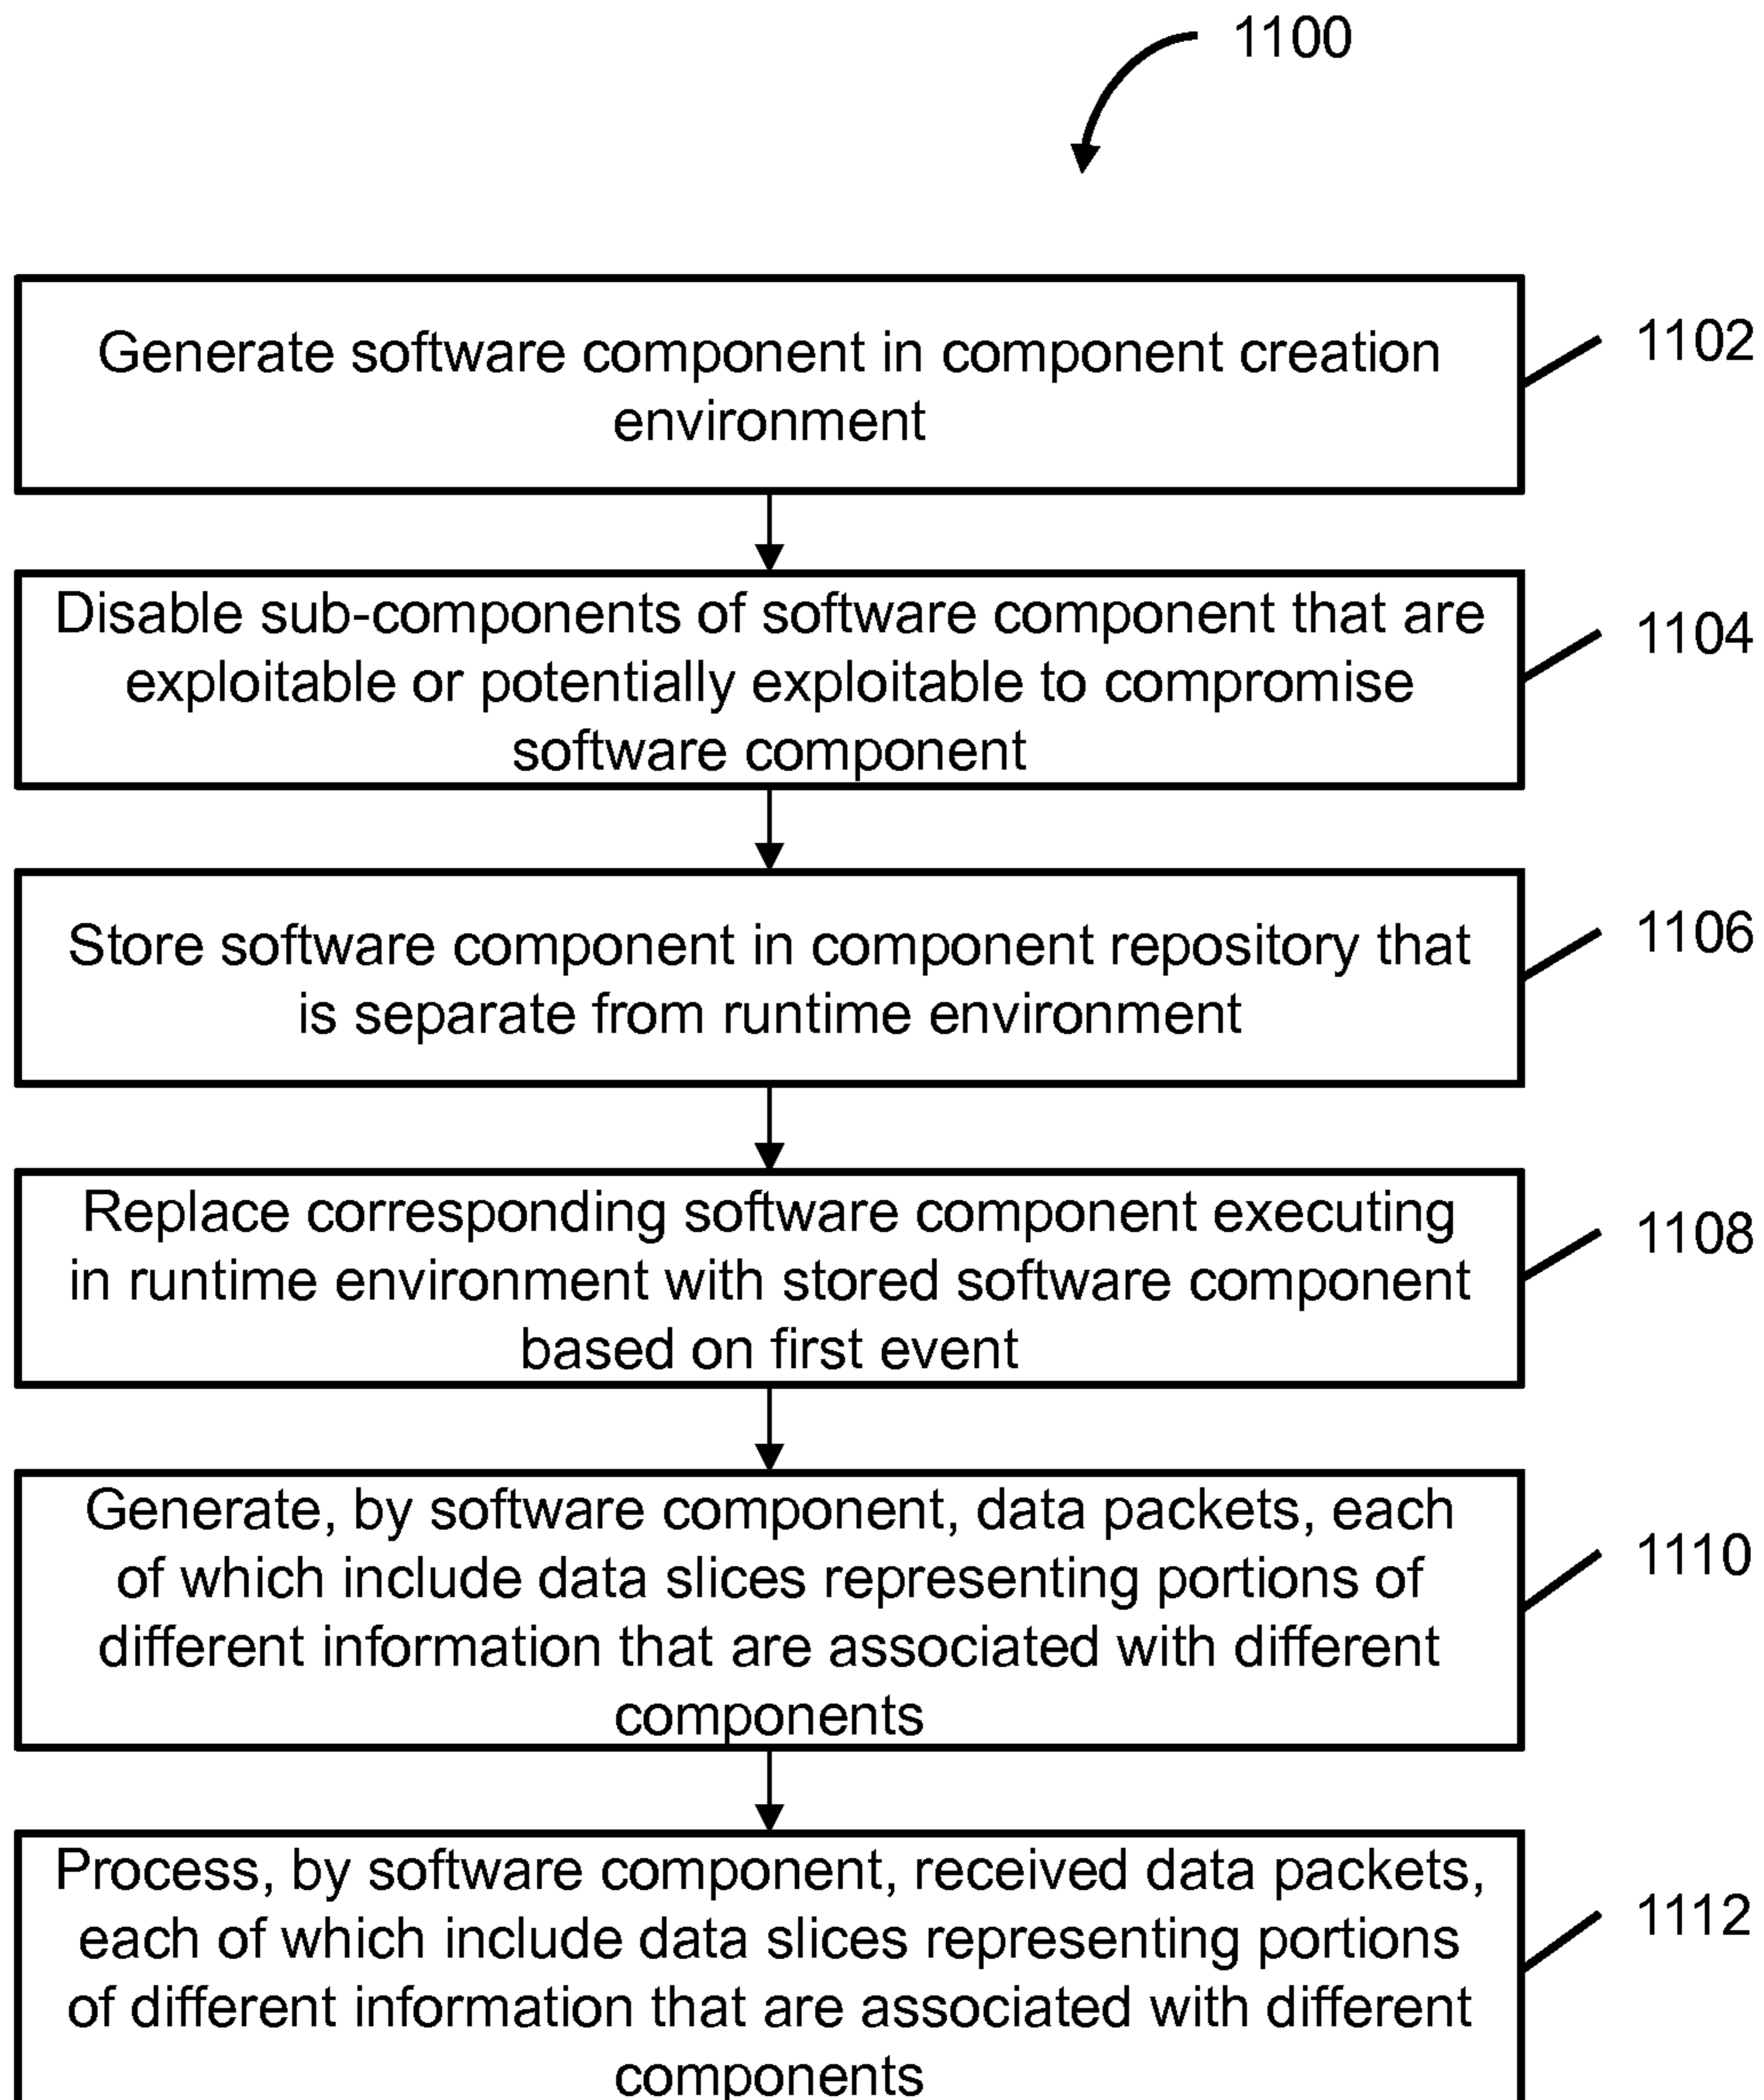 1100
Generate software component in component creation
environment
1102
Disable sub-components of software component that are
exploitable or potentially exploitable to compromise
software component
1104
Store software component in component repository that
is separate from runtime environment
1106
Replace corresponding software component executing
in runtime environment with stored software component
based on first event
1108
Generate, by software component, data packets, each
of which include data slices representing portions of
different information that are associated with different
components
1110
Process, by software component, received data packets,
each of which include data slices representing portions
of different information that are associated with different
components
1112